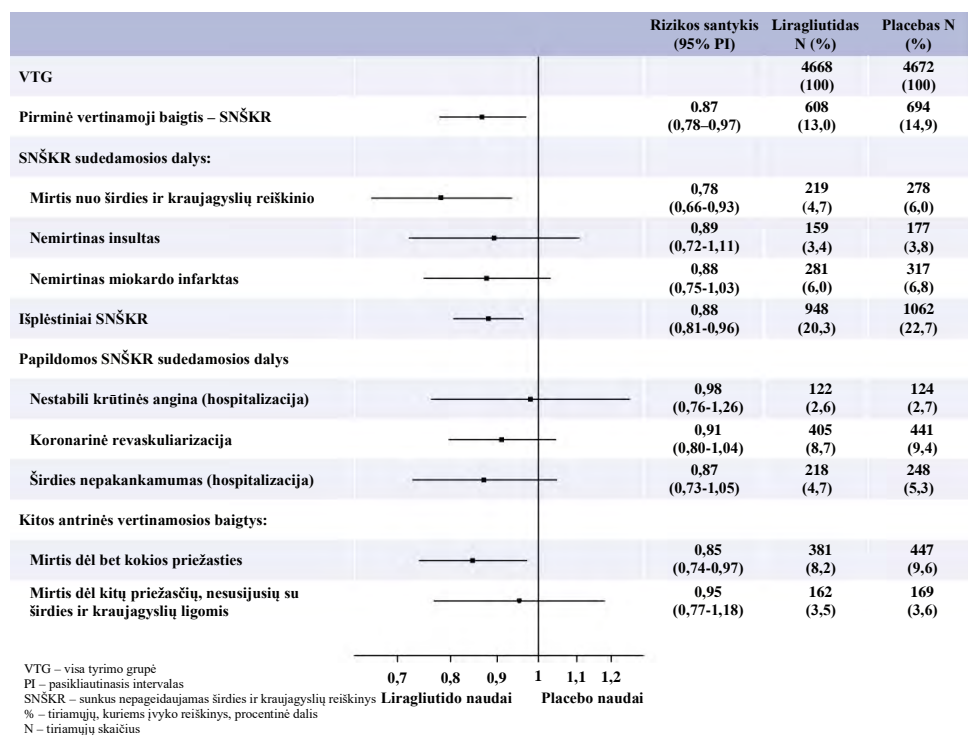 Rizikos santykis Liragliutidas Placebas N
(95% PI) N (%) (%)
VTG 4668 4672
(100) (100)
Pirminė vertinamoji baigtis – SNŠKR 0.87 608 694
(0,78–0,97) (13,0) (14,9)
SNŠKR sudedamosios dalys:
Mirtis nuo širdies ir kraujagyslių reiškinio 0,78 219 278
(0,66-0,93) (4,7) (6,0)
Nemirtinas insultas 0,89 159 177
(0,72-1,11) (3,4) (3,8)
Nemirtinas miokardo infarktas 0,88 281 317
(0,75-1,03) (6,0) (6,8)
Išplėstiniai SNŠKR 0,88 948 1062
(0,81-0,96) (20,3) (22,7)
Papildomos SNŠKR sudedamosios dalys
Nestabili krūtinės angina (hospitalizacija) 0,98 122 124
(0,76-1,26) (2,6) (2,7)
Koronarinė revaskuliarizacija 0,91 405 441
(0,80-1,04) (8,7) (9,4)
Širdies nepakankamumas (hospitalizacija) 0,87 218 248
(0,73-1,05) (4,7) (5,3)
Kitos antrinės vertinamosios baigtys:
Mirtis dėl bet kokios priežasties 0,85 381 447
(0,74-0,97) (8,2) (9,6)
Mirtis dėl kitų priežasčių, nesusijusių su 0,95 162 169
širdies ir kraujagyslių ligomis (0,77-1,18) (3,5) (3,6)
0,7 0,8 0,9 1 1,1 1,2
Liragliutido naudai Placebo naudai
VTG – visa tyrimo grupė
PI – pasikliautinasis intervalas
SNŠKR – sunkus nepageidaujamas širdies ir kraujagyslių reiškinys
% – tiriamųjų, kuriems įvyko reiškinys, procentinė dalis
N – tiriamųjų skaičius